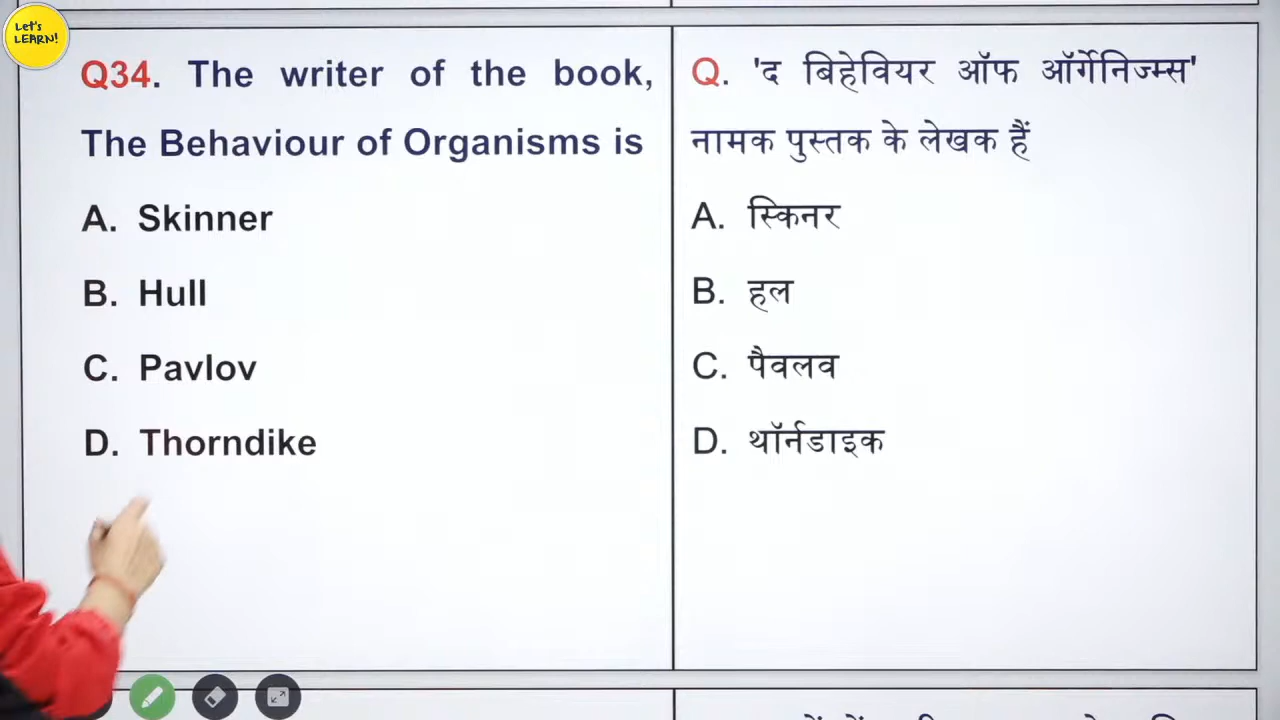 Let's
LEARN!
Q34. The writer of the book,
The Behaviour of Organisms is
A. Skinner
B. Hull
C. Pavlov
D. Thorndike
Q. 'द बिहेवियर ऑफ ऑर्गेनिज्म्स'
नामक पुस्तक के लेखक हैं
A. स्किनर
B. हल
C. पैवलव
D. थॉर्नडाइक